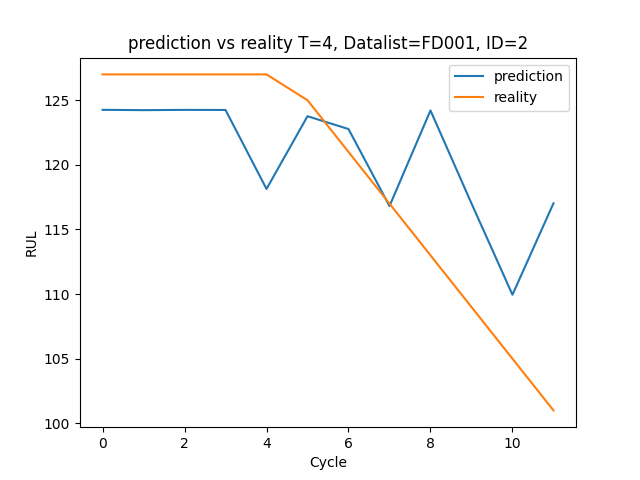 prediction vs reality T=4, Datalist=FD001, ID=2
prediction
reality
125
120
115
110
105
100
RUL
0 2 4 6 8 10
Cycle